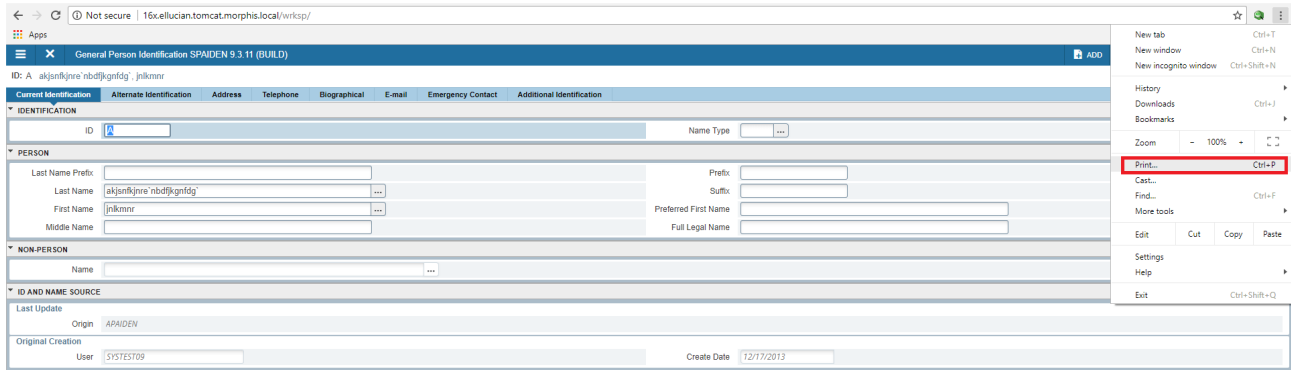 Not secure | 16x.ellucian.tomcat.morphis.local/wrksp/
Apps
General Person Identification SPAIDEN 9.3.11 (BUILD)
ADD
ID: A akjsnfkjnre`nbdfjkgnfdg`, jnlkmnr
Current Identification Alternate Identification Address Telephone Biographical E-mail Emergency Contact Additional Identification
IDENTIFICATION
ID A Name Type ...
PERSON
Last Name Prefix Prefix
Last Name akjsnfkjnre`nbdfjkgnfdg` ... Suffix
First Name jnlkmnr ... Preferred First Name
Middle Name Full Legal Name
NON-PERSON
Name ...
ID AND NAME SOURCE
Last Update
Origin APAIDEN
Original Creation
User SYSTEST09 Create Date 12/17/2013
New tab Ctrl+T
New window Ctrl+N
New incognito window Ctrl+Shift+N
History
Downloads Ctrl+J
Bookmarks
Zoom - 100% +
Print... Ctrl+P
Cast...
Find... Ctrl+F
More tools
Edit Cut Copy Paste
Settings
Help
Exit Ctrl+Shift+Q